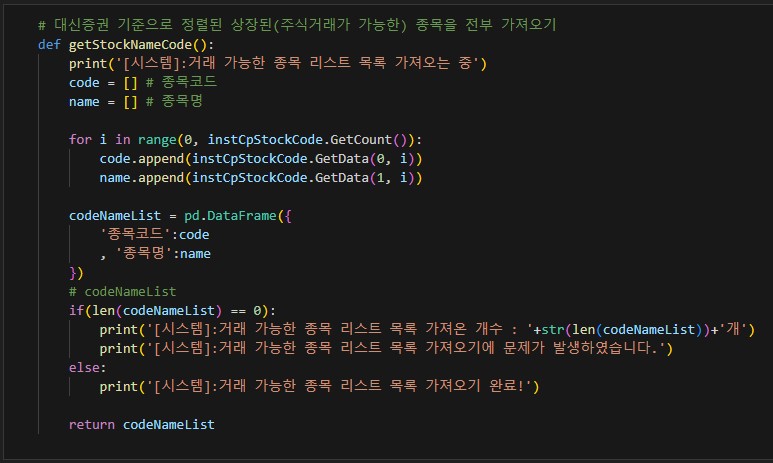 # 대신증권 기준으로 정렬된 상장된(주식거래가 가능한) 종목을 전부 가져오기
def getStockNameCode():
    print('[시스템]:거래 가능한 종목 리스트 목록 가져오는 중')
    code = [] # 종목코드
    name = [] # 종목명

    for i in range(0, instCpStockCode.GetCount()):
        code.append(instCpStockCode.GetData(0, i))
        name.append(instCpStockCode.GetData(1, i))

    codeNameList = pd.DataFrame({
        '종목코드':code
        , '종목명':name
    })
    # codeNameList
    if(len(codeNameList) == 0):
        print('[시스템]:거래 가능한 종목 리스트 목록 가져온 개수 : '+str(len(codeNameList))+'개')
        print('[시스템]:거래 가능한 종목 리스트 목록 가져오기에 문제가 발생하였습니다.')
    else:
        print('[시스템]:거래 가능한 종목 리스트 목록 가져오기 완료!')

    return codeNameList